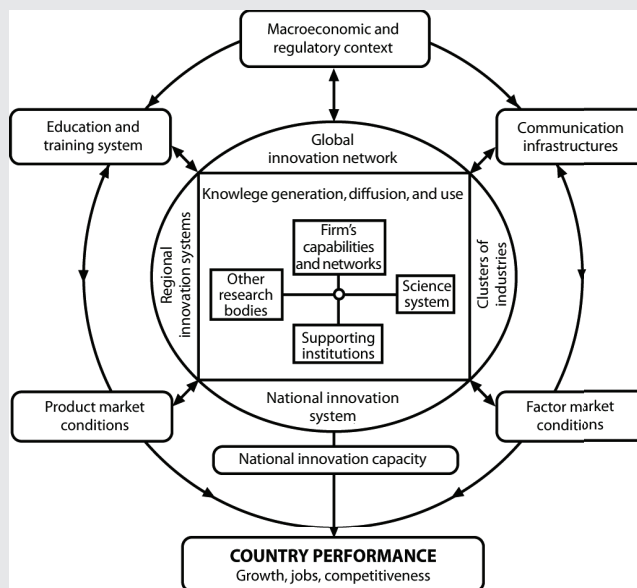 Macroeconomic and
regulatory context
Education and
training system
Communication
infrastructures
Global
innovation network
Knowlege generation, diffusion, and use
Regional
innovation systems
Clusters of
industries
Firm's
capabilities
and networks
Other
research
bodies
Science
system
Supporting
institutions
National innovation
system
Product market
conditions
Factor market
conditions
National innovation capacity
COUNTRY PERFORMANCE
Growth, jobs, competitiveness